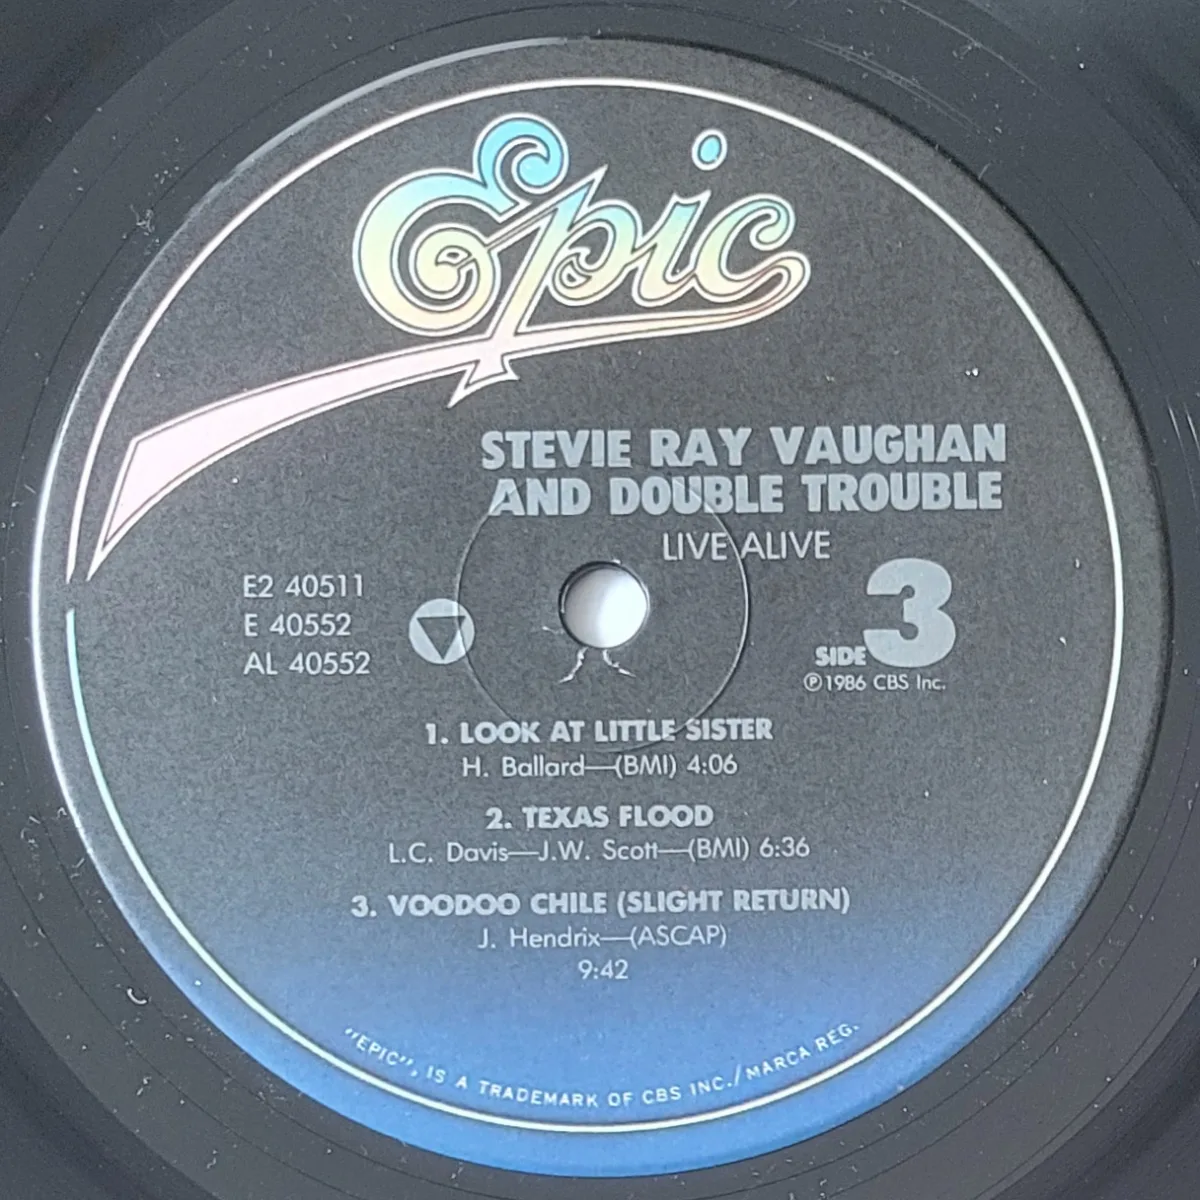 Epic
STEVIE RAY VAUGHAN
AND DOUBLE TROUBLE
LIVE ALIVE
E2 40511
E 40552
AL 40552
SIDE 3
℗1986 CBS Inc.
1. LOOK AT LITTLE SISTER
H. Ballard—(BMI) 4:06
2. TEXAS FLOOD
L.C. Davis—J.W. Scott—(BMI) 6:36
3. VOODOO CHILE (SLIGHT RETURN)
J. Hendrix—(ASCAP)
9:42
"EPIC", IS A TRADEMARK OF CBS INC./MARCA REG.